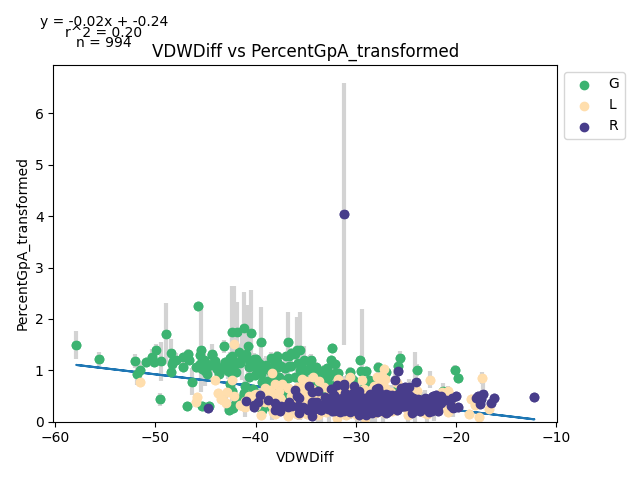 y = -0.02x + -0.24
r^2 = 0.20
n = 994
VDWDiff vs PercentGpA_transformed
G
L
R
PercentGpA_transformed
6
5
4
3
2
1
0
−60
−50
−40
−30
−20
−10
VDWDiff